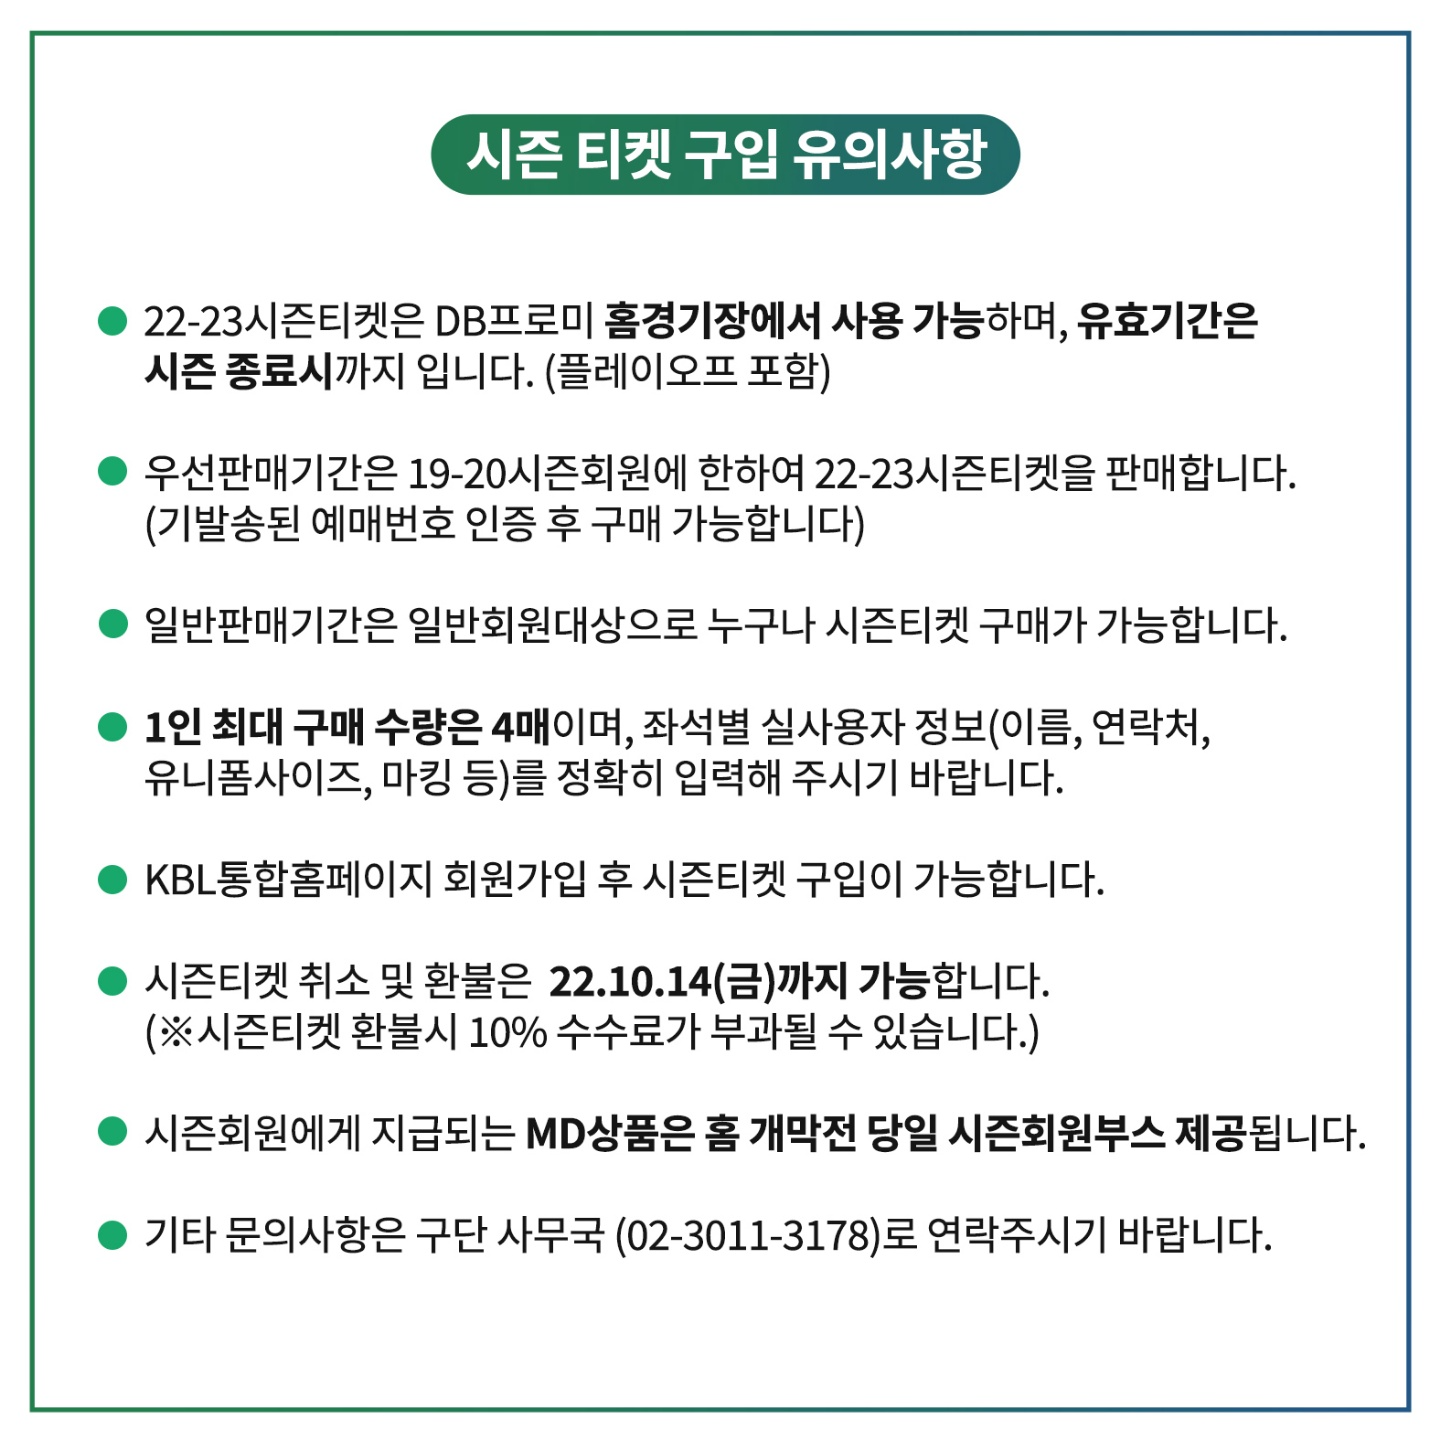 시즌 티켓 구입 유의사항
● 22-23시즌티켓은 DB프로미 홈경기장에서 사용 가능하며, 유효기간은
시즌 종료시까지 입니다. (플레이오프 포함)
● 우선판매기간은 19-20시즌회원에 한하여 22-23시즌티켓을 판매합니다.
(기발송된 예매번호 인증 후 구매 가능합니다)
● 일반판매기간은 일반회원대상으로 누구나 시즌티켓 구매가 가능합니다.
● 1인 최대 구매 수량은 4매이며, 좌석별 실사용자 정보(이름, 연락처,
유니폼사이즈, 마킹 등)를 정확히 입력해 주시기 바랍니다.
● KBL통합홈페이지 회원가입 후 시즌티켓 구입이 가능합니다.
● 시즌티켓 취소 및 환불은 22.10.14(금)까지 가능합니다.
(※시즌티켓 환불시 10% 수수료가 부과될 수 있습니다.)
● 시즌회원에게 지급되는 MD상품은 홈 개막전 당일 시즌회원부스 제공됩니다.
● 기타 문의사항은 구단 사무국 (02-3011-3178)로 연락주시기 바랍니다.